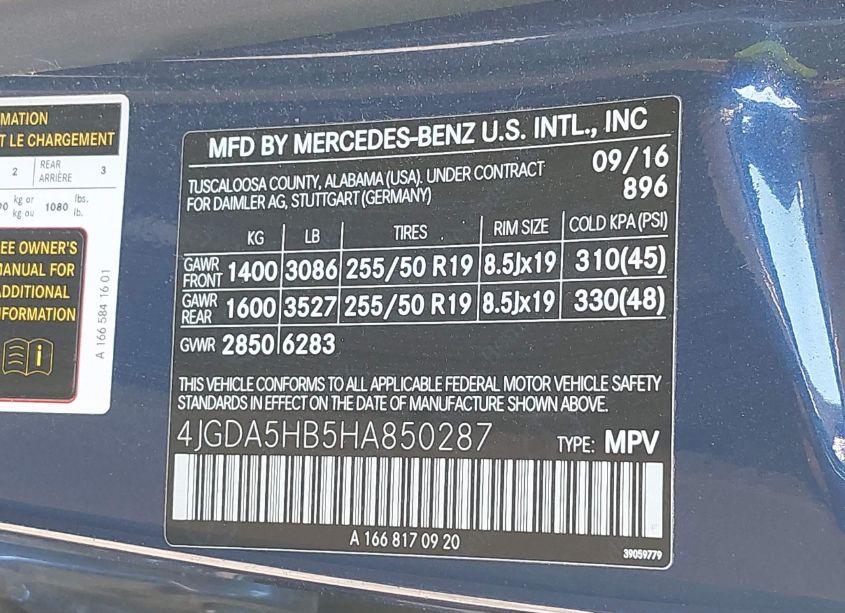 MATION
T LE CHARGEMENT
2 REAR ARRIÈRE 3
kg or kg ou 1080 lbs. lb.
EE OWNER'S
ANUAL FOR
ADDITIONAL
NFORMATION
A 166 584 16 01
MFD BY MERCEDES-BENZ U.S. INTL., INC
TUSCALOOSA COUNTY, ALABAMA (USA). UNDER CONTRACT 09/16
FOR DAIMLER AG, STUTTGART (GERMANY) 896
KG LB TIRES RIM SIZE COLD KPA (PSI)
GAWR FRONT 1400 3086 255/50 R19 8.5Jx19 310(45)
GAWR REAR 1600 3527 255/50 R19 8.5Jx19 330(48)
GVWR 2850 6283
THIS VEHICLE CONFORMS TO ALL APPLICABLE FEDERAL MOTOR VEHICLE SAFETY
STANDARDS IN EFFECT ON THE DATE OF MANUFACTURE SHOWN ABOVE.
4JGDA5HB5HA850287 TYPE: MPV
A 166 817 09 20
39059779